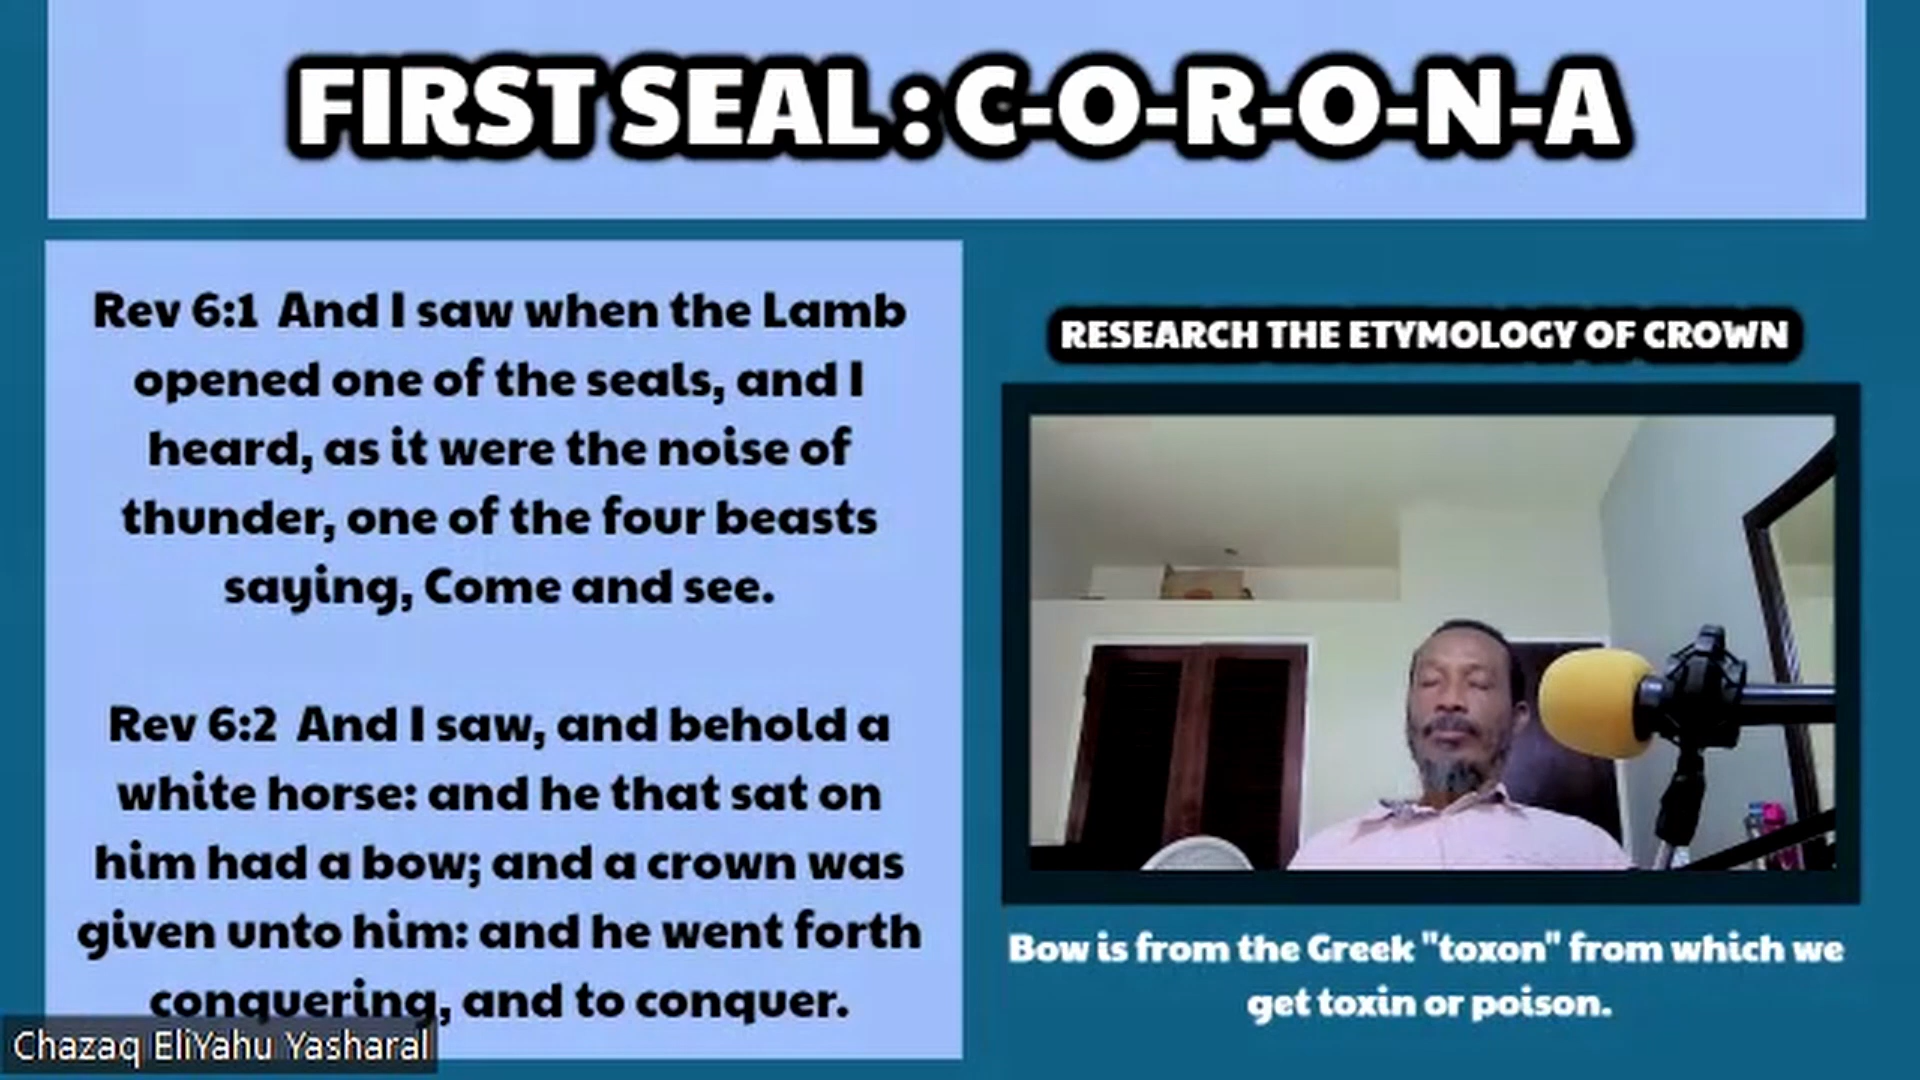 FIRST SEAL : C-O-R-O-N-A
Rev 6:1 And I saw when the Lamb
opened one of the seals, and I
heard, as it were the noise of
thunder, one of the four beasts
saying, Come and see.
Rev 6:2 And I saw, and behold a
white horse: and he that sat on
him had a bow; and a crown was
given unto him: and he went forth
conquering, and to conquer.
RESEARCH THE ETYMOLOGY OF CROWN
Bow is from the Greek "toxon" from which we
get toxin or poison.
Chazaq EliYahu Yasharal